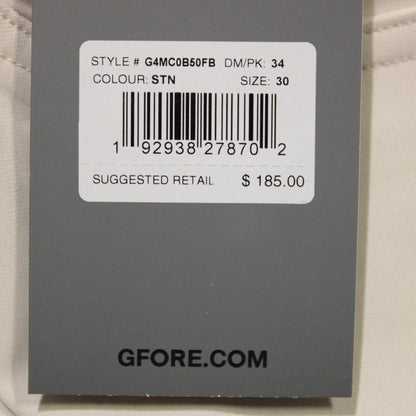 STYLE # G4MC0B50FB DM/PK: 34
COLOUR: STN SIZE: 30
1 92938 27870 2
SUGGESTED RETAIL $ 185.00
GFORE.COM